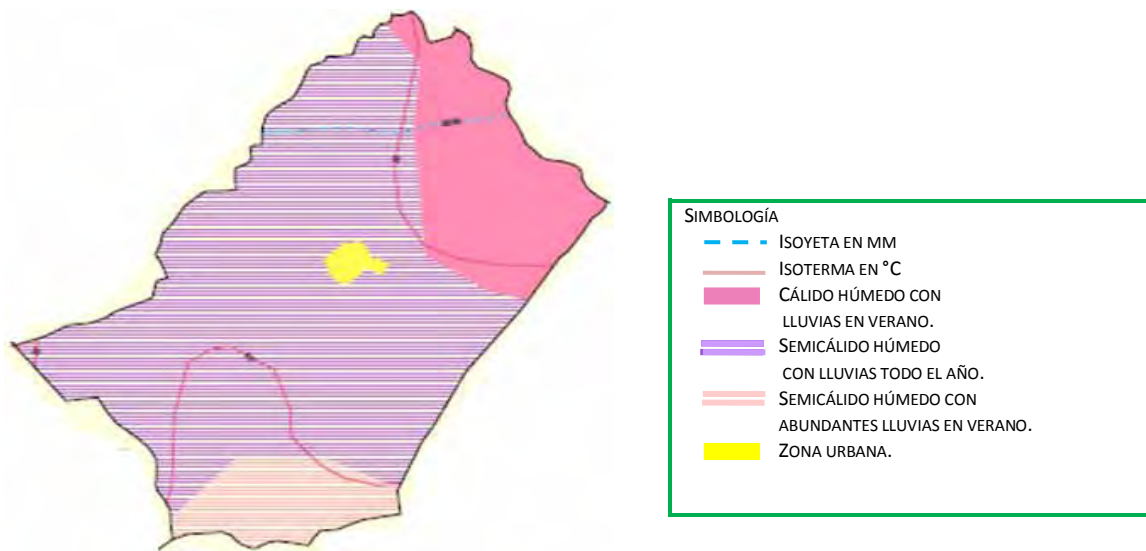 SIMBOLOGÍA
ISOYETA EN MM
ISOTERMA EN °C
CÁLIDO HÚMEDO CON
LLUVIAS EN VERANO.
SEMICÁLIDO HÚMEDO
CON LLUVIAS TODO EL AÑO.
SEMICÁLIDO HÚMEDO CON
ABUNDANTES LLUVIAS EN VERANO.
ZONA URBANA.